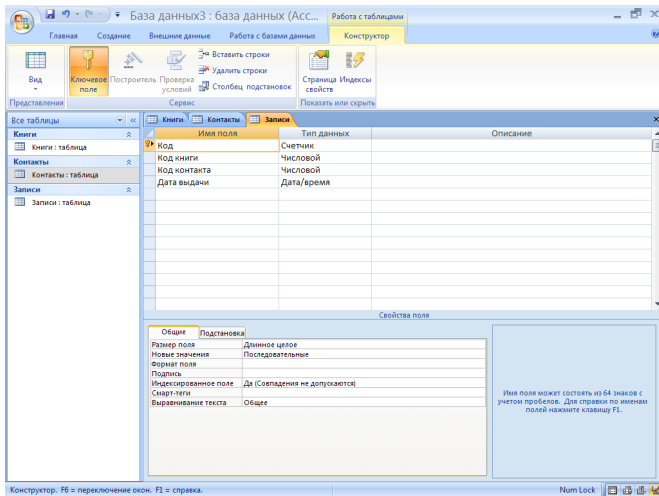 База данных3 : база данных (Acc...
Работа с таблицами
Главная Создание Внешние данные Работа с базами данных Конструктор
Вид
Ключевое поле
Построитель
Проверка условий
Вставить строки
Удалить строки
Столбец подстановок
Страница свойств
Индексы
Представления Сервис Показать или скрыть
Все таблицы
Книги
Книги : таблица
Контакты
Контакты : таблица
Записи
Записи : таблица
Книги Контакты Записи
Имя поля Тип данных Описание
Код Счетчик
Код книги Числовой
Код контакта Числовой
Дата выдачи Дата/время
Свойства поля
Общие Подстановка
Размер поля Длинное целое
Новые значения Последовательные
Формат поля
Подпись
Индексированное поле Да (Совпадения не допускаются)
Смарт-теги
Выравнивание текста Общее
Имя поля может состоять из 64 знаков с
учетом пробелов. Для справки по именам
полей нажмите клавишу F1.
Конструктор. F6 = переключение окон. F1 = справка. Num Lock